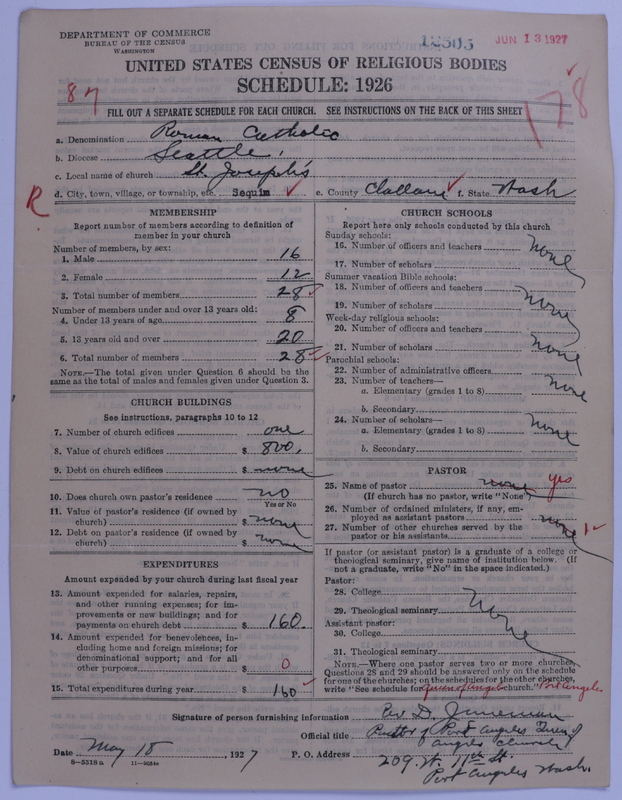 DEPARTMENT OF COMMERCE
BUREAU OF THE CENSUS
WASHINGTON
JUN 13 1927
UNITED STATES CENSUS OF RELIGIOUS BODIES
SCHEDULE: 1926
87
178
FILL OUT A SEPARATE SCHEDULE FOR EACH CHURCH. SEE INSTRUCTIONS ON THE BACK OF THIS SHEET
a. Denomination Roman Catholic
b. Diocese Seattle,
c. Local name of church St. Joseph's
R
d. City, town, village, or township, etc. Sequim ✓ e. County Clallam ✓ f. State Wash
MEMBERSHIP
Report number of members according to definition of member in your church
Number of members, by sex:
1. Male 16
2. Female 12
3. Total number of members 28 ✓
Number of members under and over 13 years old:
4. Under 13 years of age 8
5. 13 years old and over 20
6. Total number of members 28 ✓
NOTE.—The total given under Question 6 should be
same as the total of males and females given under Question 3.
CHURCH BUILDINGS
See instructions, paragraphs 10 to 12
7. Number of church edifices one
8. Value of church edifices $ 800.
9. Debt on church edifices $ none
10. Does church own pastor's residence no
Yes or No
11. Value of pastor's residence (if owned by
church) $ none
12. Debt on pastor's residence (if owned by
church) $ none
EXPENDITURES
Amount expended by your church during last fiscal year
13. Amount expended for salaries, repairs,
and other running expenses; for im-
provements or new buildings; and for
payments on church debt $ 160.
14. Amount expended for benevolences, in-
cluding home and foreign missions; for
denominational support; and for all
other purposes $ 0
15. Total expenditures during year $ 160 ✓
CHURCH SCHOOLS
Report here only schools conducted by this church
Sunday schools:
16. Number of officers and teachers none
17. Number of scholars
Summer vacation Bible schools:
18. Number of officers and teachers none
19. Number of scholars
Week-day religious schools:
20. Number of officers and teachers none
21. Number of scholars
Parochial schools:
22. Number of administrative officers
23. Number of teachers— none
a. Elementary (grades 1 to 8)
b. Secondary
24. Number of scholars— none
a. Elementary (grades 1 to 8)
b. Secondary
PASTOR
25. Name of pastor none yes
(If church has no pastor, write "None")
26. Number of ordained ministers, if any, em-
ployed as assistant pastors none
27. Number of other churches served by the
pastor or his assistants
If pastor (or assistant pastor) is a graduate of a college or
theological seminary, give name of institution below. (If
not a graduate, write "No" in the space indicated.)
Pastor:
28. College none
29. Theological seminary
Assistant pastor:
30. College
31. Theological seminary
NOTE.—Where one pastor serves two or more churches,
Questions 28 and 29 should be answered only on the schedule
for one of the churches; on the schedules for the other churches,
write "See schedule for Queen of Angels church." Port Angeles
Signature of person furnishing information Rev D.
Official title Pastor of Port Angeles Queen of
Angels Church
Date May 18, 1927 P. O. Address 209. W. 11th St.
Port Angeles Wash.
8-5318a